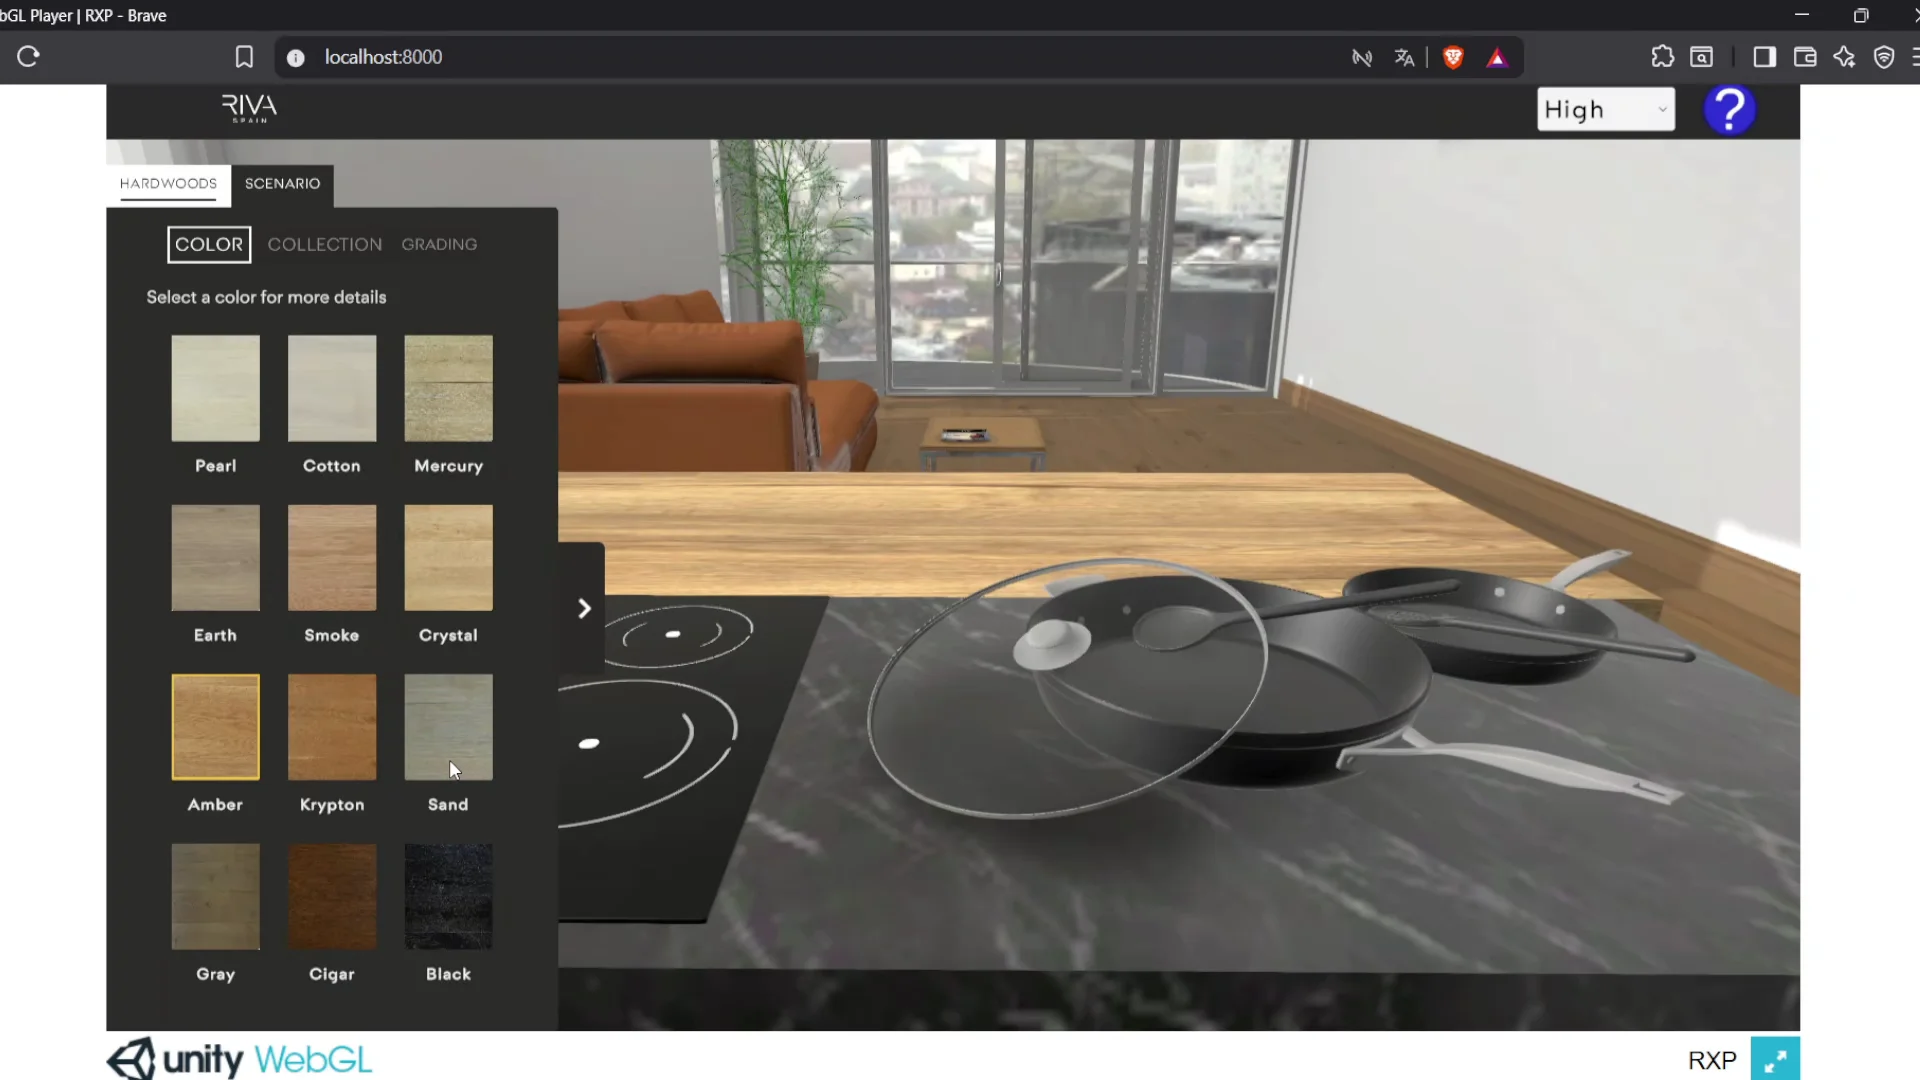 bGL Player | RXP - Brave
localhost:8000
RIVA
SPAIN
High
?
HARDWOODS
SCENARIO
COLOR
COLLECTION
GRADING
Select a color for more details
Pearl
Cotton
Mercury
Earth
Smoke
Crystal
Amber
Krypton
Sand
Gray
Cigar
Black
unity WebGL
RXP